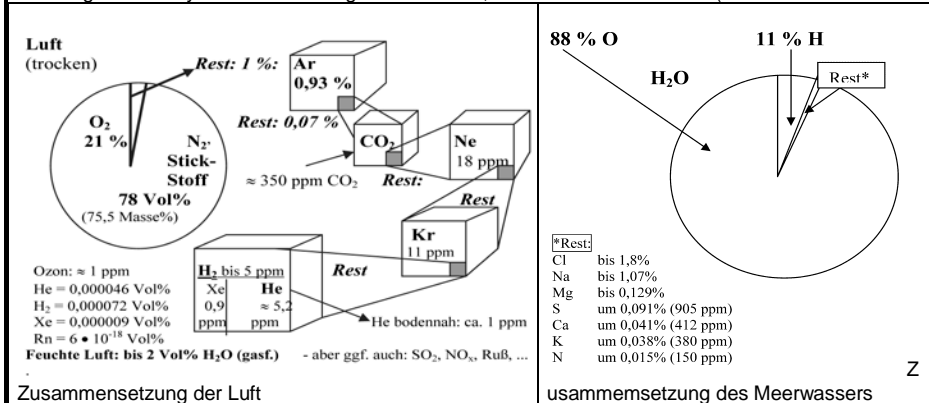 Luft
(trocken)
Rest: 1 %:
Ar
0,93 %
Rest: 0,07 %
O₂
21 %
N₂-
Stick-
Stoff
78 Vol%
(75,5 Masse%)
CO₂
≈ 350 ppm CO₂
Rest:
Ne
18 ppm
Rest
Kr
11 ppm
Rest
H₂ bis 5 ppm
Xe He
0,9 ≈ 5,2
ppm ppm
He bodennah: ca. 1 ppm
Ozon: ≈ 1 ppm
He = 0,000046 Vol%
H₂ = 0,000072 Vol%
Xe = 0,000009 Vol%
Rn = 6 • 10⁻¹⁸ Vol%
Feuchte Luft: bis 2 Vol% H₂O (gasf.) - aber ggf. auch: SO₂, NOₓ, Ruß, ...
.
Zusammensetzung der Luft
88 % O
11 % H
H₂O
Rest*
*Rest:
Cl bis 1,8%
Na bis 1,07%
Mg bis 0,129%
S um 0,091% (905 ppm)
Ca um 0,041% (412 ppm)
K um 0,038% (380 ppm)
N um 0,015% (150 ppm)
Z
usammemsetzung des Meerwassers